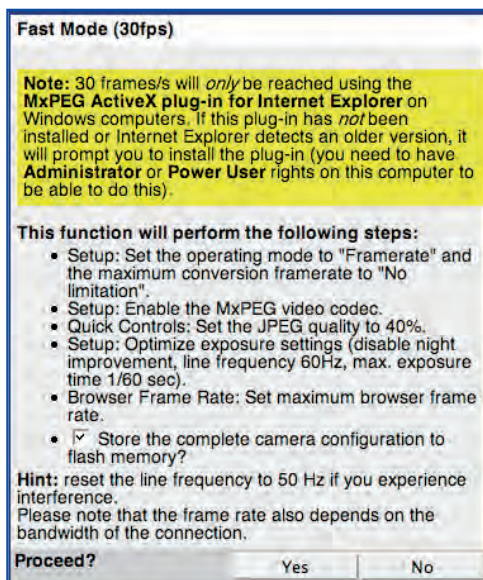 Fast Mode (30fps)
Note: 30 frames/s will only be reached using the
MxPEG ActiveX plug-in for Internet Explorer on
Windows computers. If this plug-in has not been
installed or Internet Explorer detects an older version, it
will prompt you to install the plug-in (you need to have
Administrator or Power User rights on this computer to
be able to do this).
This function will perform the following steps:
• Setup: Set the operating mode to "Framerate" and
the maximum conversion framerate to "No
limitation".
• Setup: Enable the MxPEG video codec.
• Quick Controls: Set the JPEG quality to 40%.
• Setup: Optimize exposure settings (disable night
improvement, line frequency 60Hz, max. exposure
time 1/60 sec).
• Browser Frame Rate: Set maximum browser frame
rate.
• Store the complete camera configuration to
flash memory?
Hint: reset the line frequency to 50 Hz if you experience
interference.
Please note that the frame rate also depends on the
bandwidth of the connection.
Proceed? Yes No